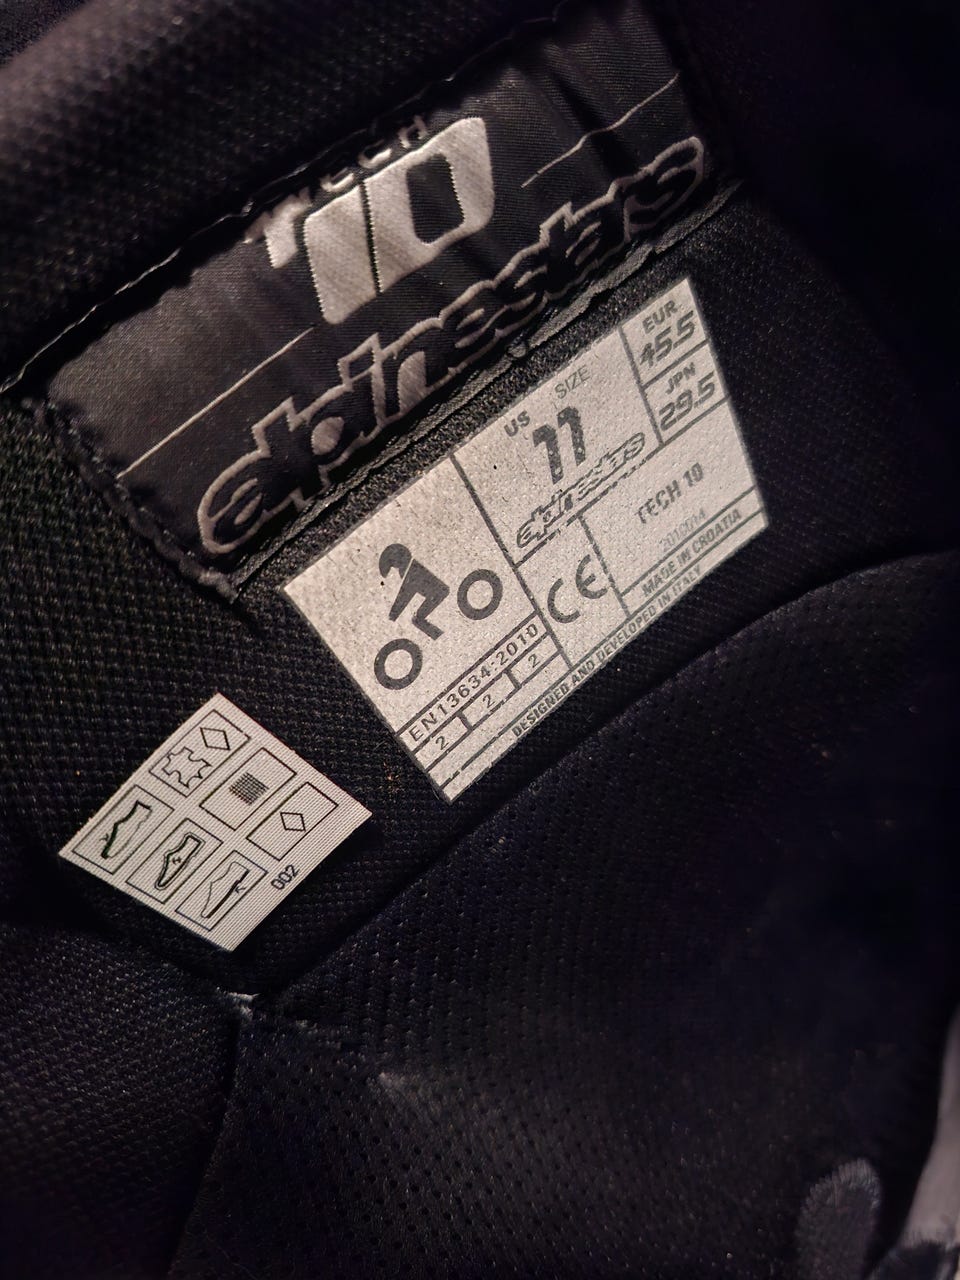 TECH
10
alpinestars
US SIZE
11
EUR
45.5
JPN
29.5
alpinestars
TECH 10
CE
MADE IN CROATIA
EN13634:2010
2 2 2
DESIGNED AND DEVELOPED IN ITALY
002